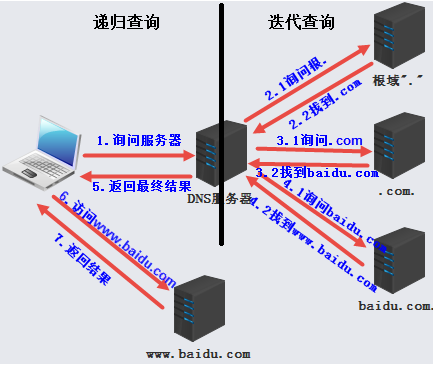 递归查询
迭代查询
2.1询问根.
2.2找到.com
根域"."
1.询问服务器
3.1询问.com
3.2找到baidu.com
.com.
5.返回最终结果
DNS服务器
4.1询问baidu.com
4.2找到www.baidu.com
baidu.com.
6.访问www.baidu.com
7.返回结果
www.baidu.com